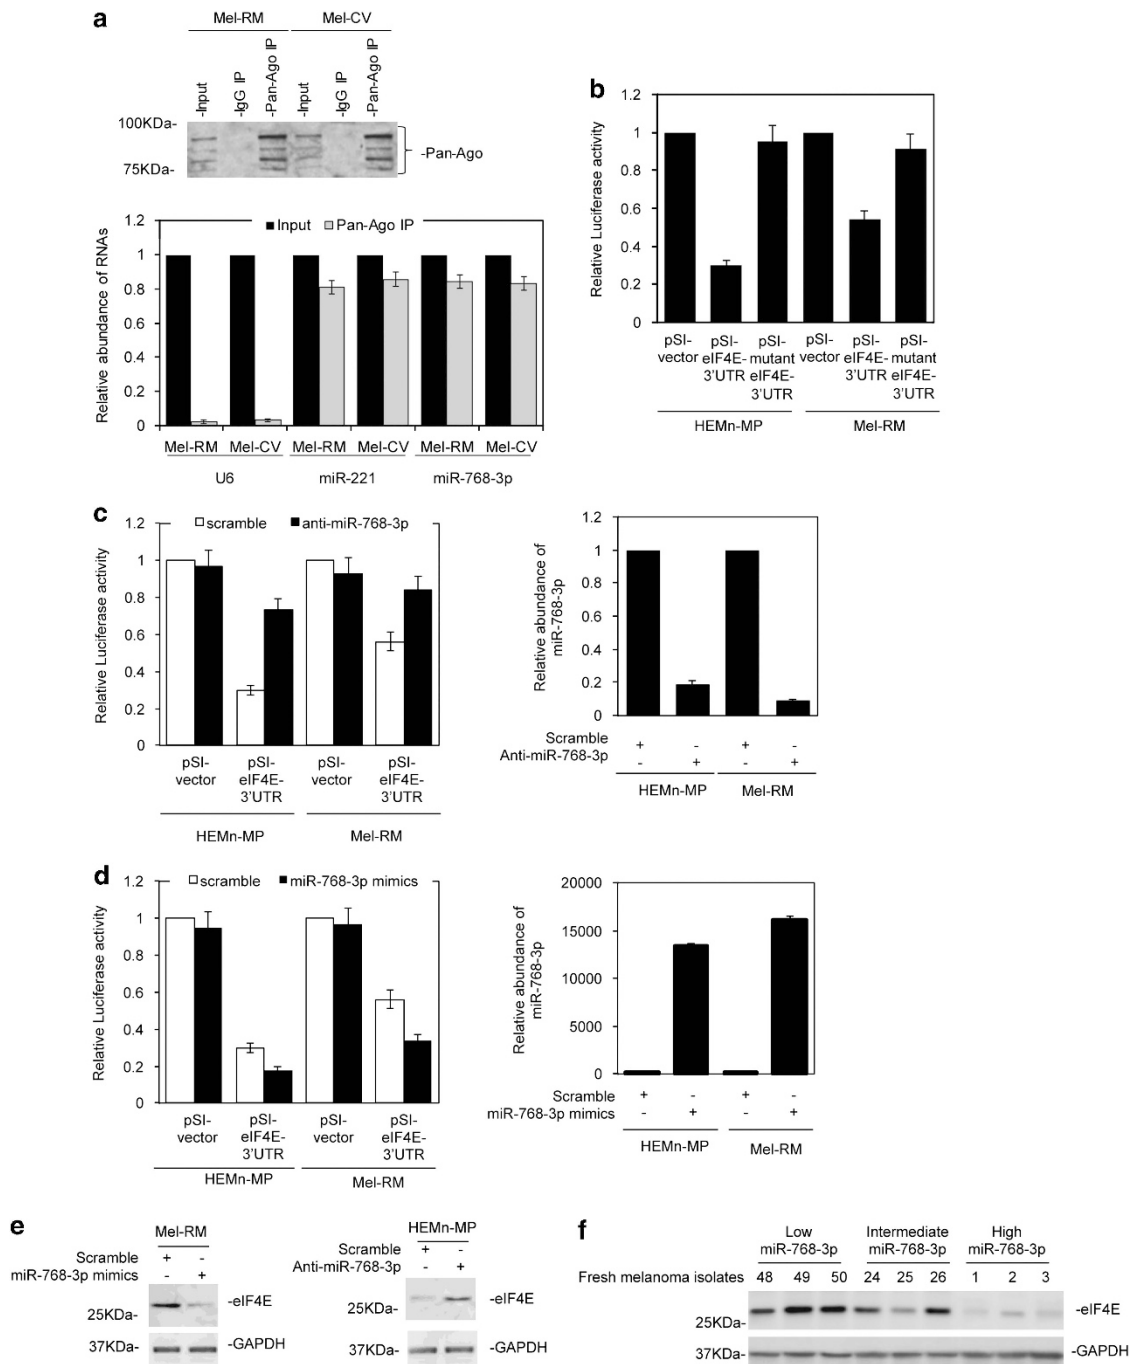 a
Mel-RM Mel-CV
-Input -IgG IP -Pan-Ago IP -Input -IgG IP -Pan-Ago IP
100KDa-
75KDa-
-Pan-Ago
Relative abundance of RNAs
Input Pan-Ago IP
1.2
1
0.8
0.6
0.4
0.2
0
Mel-RM Mel-CV Mel-RM Mel-CV Mel-RM Mel-CV
U6 miR-221 miR-768-3p
b
Relative Luciferase activity
1.2
1
0.8
0.6
0.4
0.2
0
pSI- pSI- pSI- pSI- pSI- pSI-
vector eIF4E- mutant vector eIF4E- mutant
3'UTR eIF4E- 3'UTR eIF4E-
3'UTR 3'UTR
HEMn-MP Mel-RM
c
Relative Luciferase activity
scramble anti-miR-768-3p
1.2
1
0.8
0.6
0.4
0.2
0
pSI- pSI- pSI- pSI-
vector eIF4E- vector eIF4E-
3'UTR 3'UTR
HEMn-MP Mel-RM
Relative abundance of
miR-768-3p
1.2
1
0.8
0.6
0.4
0.2
0
Scramble + - + -
Anti-miR-768-3p - + - +
HEMn-MP Mel-RM
d
Relative Luciferase activity
scramble miR-768-3p mimics
1.2
1
0.8
0.6
0.4
0.2
0
pSI- pSI- pSI- pSI-
vector eIF4E- vector eIF4E-
3'UTR 3'UTR
HEMn-MP Mel-RM
Relative abundance of
miR-768-3p
20000
15000
10000
5000
0
Scramble + - + -
miR-768-3p mimics - + - +
HEMn-MP Mel-RM
e
Mel-RM
Scramble + -
miR-768-3p mimics - +
25KDa-
-eIF4E
37KDa-
-GAPDH
HEMn-MP
Scramble + -
Anti-miR-768-3p - +
25KDa-
-eIF4E
37KDa-
-GAPDH
f
Low Intermediate High
miR-768-3p miR-768-3p miR-768-3p
Fresh melanoma isolates 48 49 50 24 25 26 1 2 3
25KDa-
-eIF4E
37KDa-
-GAPDH